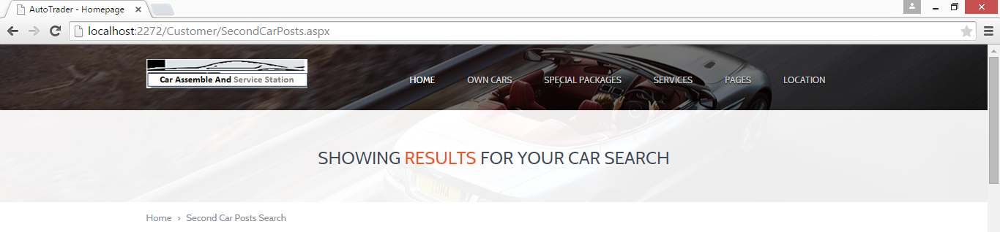 AutoTrader - Homepage
localhost:2272/Customer/SecondCarPosts.aspx
Car Assemble And Service Station
HOME OWN CARS SPECIAL PACKAGES SERVICES PAGES LOCATION
SHOWING RESULTS FOR YOUR CAR SEARCH
TUMA
Home › Second Car Posts Search